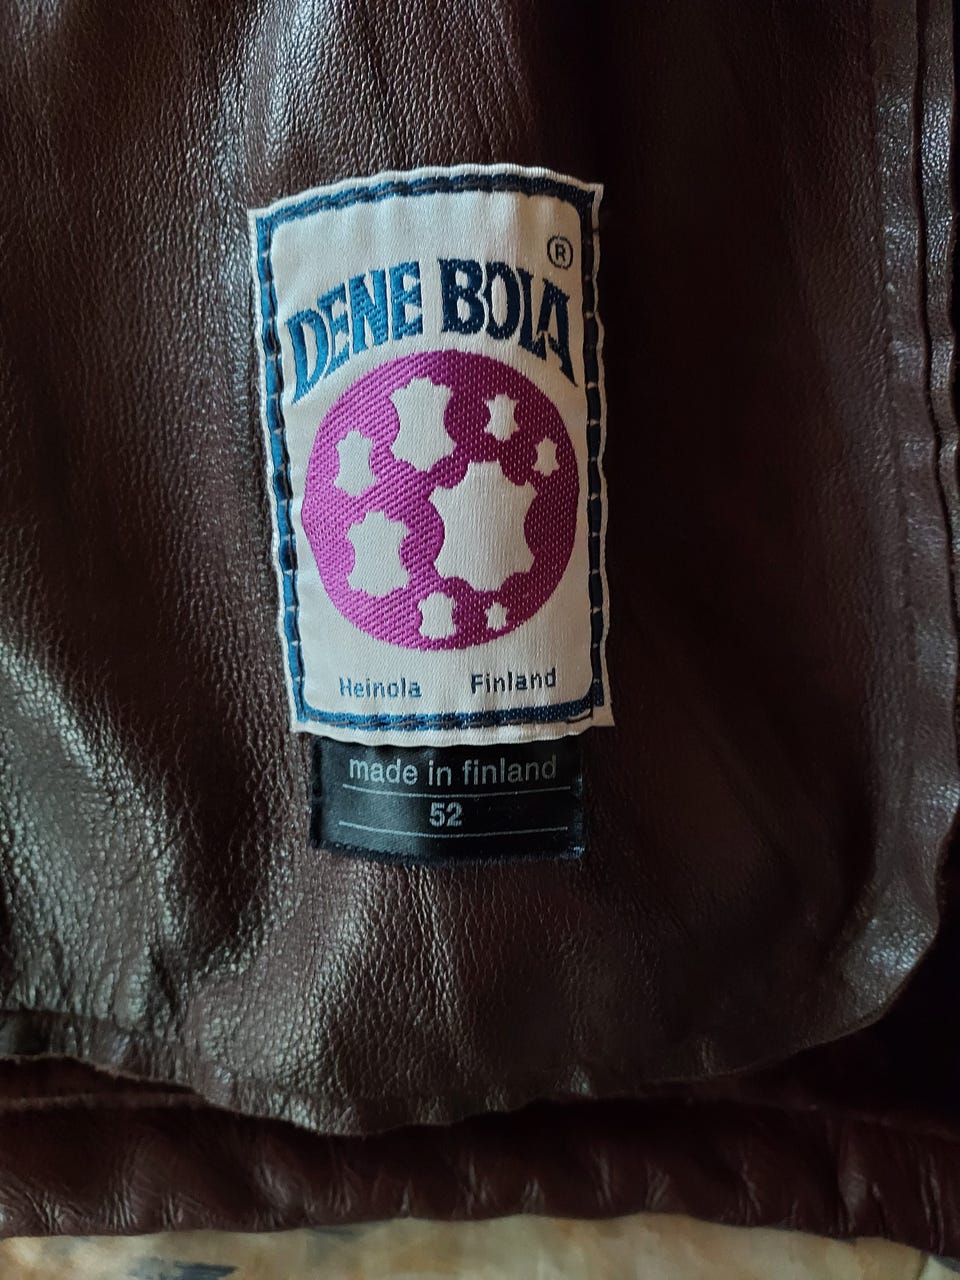 ®
DENE BOLA
Heinola Finland
made in finland
52